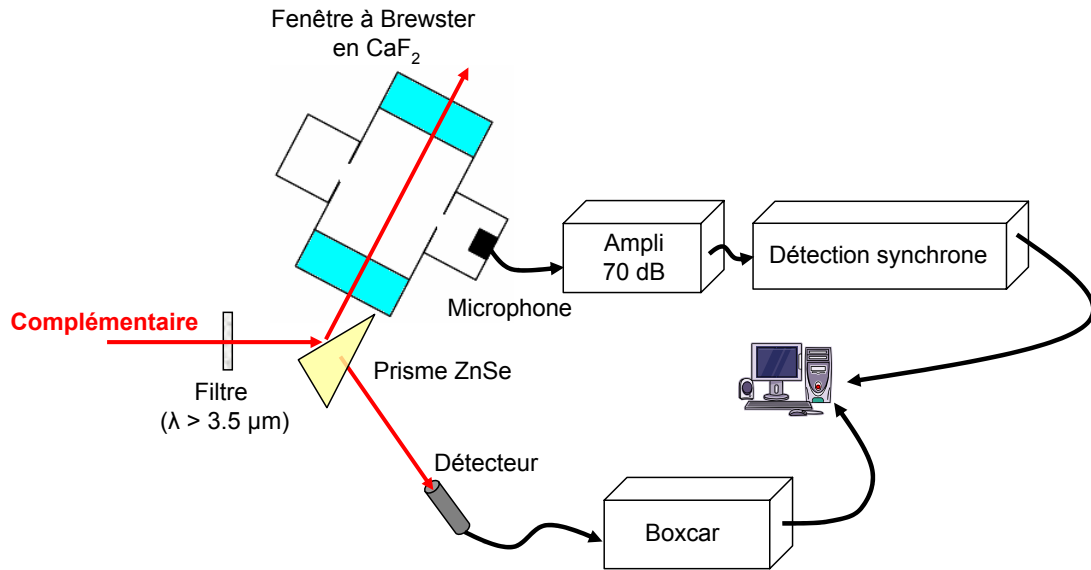 Fenêtre à Brewster
en CaF₂
Ampli
70 dB
Détection synchrone
Microphone
Complémentaire
Prisme ZnSe
Filtre
(λ > 3.5 µm)
Détecteur
Boxcar